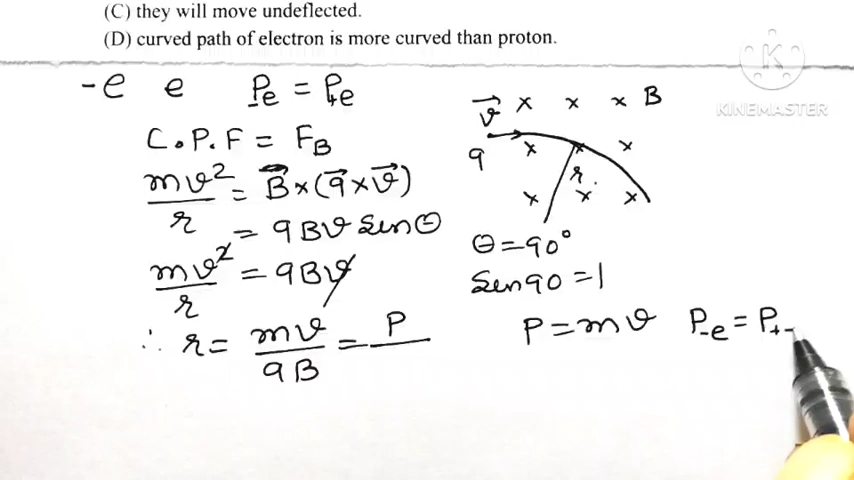 (C) they will move undeflected.
(D) curved path of electron is more curved than proton.
K
KINEMASTER
-e e P-e = P+e
C.P.F = FB
mv²/r = B→ × (q→ × v→)
= qBv sinθ
mv²/r = qBv
∴ r = mv/qB = P/
v→ × × × B
q × × ×
r
× × ×
θ = 90°
sin90 = 1
P = mv P-e = P+